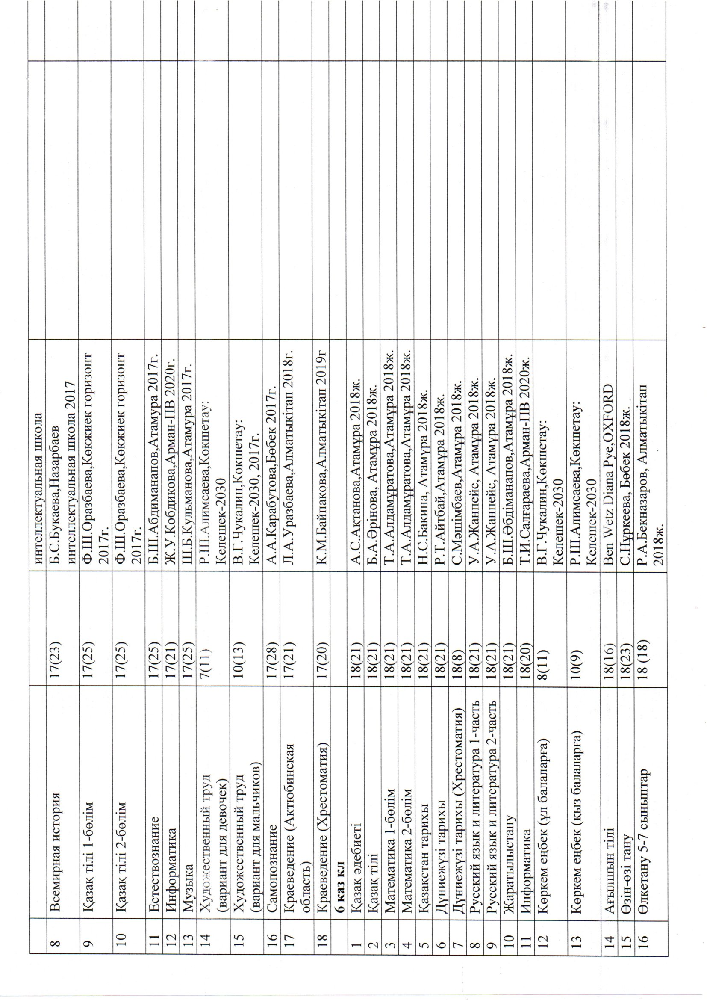 интеллектуальная школа
8 Всемирная история 17(23) Б.С.Букаева,Назарбаев
интеллектуальная школа 2017
9 Қазақ тілі 1-бөлім 17(25) Ф.Ш.Оразбаева,Көкжиек горизонт
2017г.
10 Қазақ тілі 2-бөлім 17(25) Ф.Ш.Оразбаева,Көкжиек горизонт
2017г.
11 Естествознание 17(25) Б.Ш.Абдиманапов,Атамура 2017г.
12 Информатика 17(21) Ж.У.Кобдикова,Арман-ПВ 2020г.
13 Музыка 17(25) Ш.Б.Кульманова,Атамура 2017г.
14 Художественный труд 7(11) Р.Ш.Алимсаева,Кокшетау:
(вариант для девочек) Келешек-2030
15 Художественный труд 10(13) В.Г.Чукалин,Кокшетау:
(вариант для мальчиков) Келешек-2030, 2017г.
16 Самопознание 17(28) А.А.Карабутова,Бөбек 2017г.
17 Краеведение (Актюбинская 17(21) Л.А.Уразбаева,Алматыкітап 2018г.
область)
18 Краеведение (Хрестоматия) 17(20) К.М.Байпакова,Алматыкітап 2019г
6 каз кл
1 Қазақ әдебиеті 18(21) А.С.Ақтанова,Атамұра 2018ж.
2 Қазақ тілі 18(21) Б.А.Әрінова, Атамұра 2018ж.
3 Математика 1-бөлім 18(21) Т.А.Алдамұратова,Атамұра 2018ж.
4 Математика 2-бөлім 18(21) Т.А.Алдамұратова,Атамұра 2018ж.
5 Қазақстан тарихы 18(21) Н.С.Бакина, Атамұра 2018ж.
6 Дүниежүзі тарихы 18(21) Р.Т.Айтбай,Атамұра 2018ж.
7 Дүниежүзі тарихы (Хрестоматия) 18(8) С.Мәшімбаев,Атамұра 2018ж.
8 Русский язык и литература 1-часть 18(21) У.А.Жанпейс, Атамұра 2018ж.
9 Русский язык и литература 2-часть 18(21) У.А.Жанпейс, Атамұра 2018ж.
10 Жаратылыстану 18(21) Б.Ш.Әбдіманапов,Атамұра 2018ж.
11 Информатика 18(20) Т.И.Салғараева,Арман-ПВ 2020ж.
12 Көркем еңбек (ұл балаларға) 8(11) В.Г.Чукалин,Көкшетау:
Келешек-2030
13 Көркем еңбек (қыз балаларға) 10(9) Р.Ш.Алимсаева,Көкшетау:
Келешек-2030
14 Ағылшын тілі 18(16) Ben Wetz Diana Pye,OXFORD
15 Өзін-өзі тану 18(23) С.Нұркеева, Бөбек 2018ж.
16 Өлкетану 5-7 сыныптар 18 (18) Р.А.Бекназаров, Алматыкітап
2018ж.